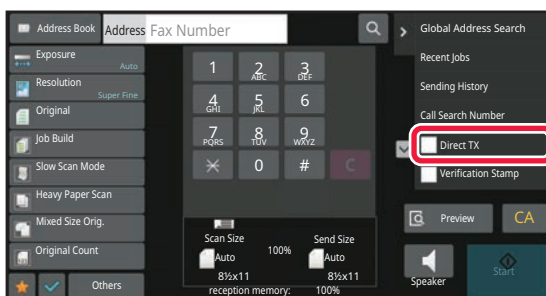 Address Book Address Fax Number
Exposure
Auto
Resolution
Super Fine
Original
Job Build
Slow Scan Mode
Heavy Paper Scan
Mixed Size Orig.
Original Count
Others
1 2 ABC 3 DEF
4 GHI 5 JKL 6
7 PQRS 8 TUV 9 WXYZ
0 # C
Scan Size
100%
Send Size
Auto
Auto
8½x11
8½x11
reception memory: 100%
Global Address Search
Recent Jobs
Sending History
Call Search Number
Direct TX
Verification Stamp
Preview CA
Speaker
Start